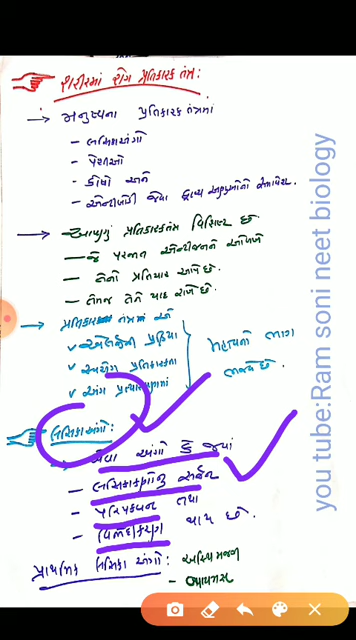 શરીરમાં રોગ પ્રતિકારક તંત્ર:
→ મનુષ્યના પ્રતિકારક તંત્રમાં
- લસિકાઅંગો
- પેશીઓ
- કોષો અને
- એન્ટીબોડી જેવા દ્રાવ્ય અણુઓનો સમાવેશ.
→ આપણું પ્રતિકારકતંત્ર વિશિષ્ટ છે
- જે પરજાત એન્ટીજનને ઓળખે
- તેનો પ્રતિચાર આપે છે.
- તેમજ તેને યાદ રાખે છે.
→ પ્રતિકારક તંત્રમાં એ
✓ એલર્જીની પ્રક્રિયા
✓ સ્વયં પ્રતિકારકતા
✓ અંગ પ્રત્યારોપણમાં
મહત્વનો ભાગ
ભજવે છે.
લસિકાઅંગો:
એવા અંગો કે જ્યાં
- લસિકાકણોનું સર્જન
- પરિપક્વન તથા
- વિભેદીકરણ થાય છે.
પ્રાથમિક લસિકા અંગો: અસ્થિમજ્જા
- થાયમસ
you tube:Ram soni neet biology